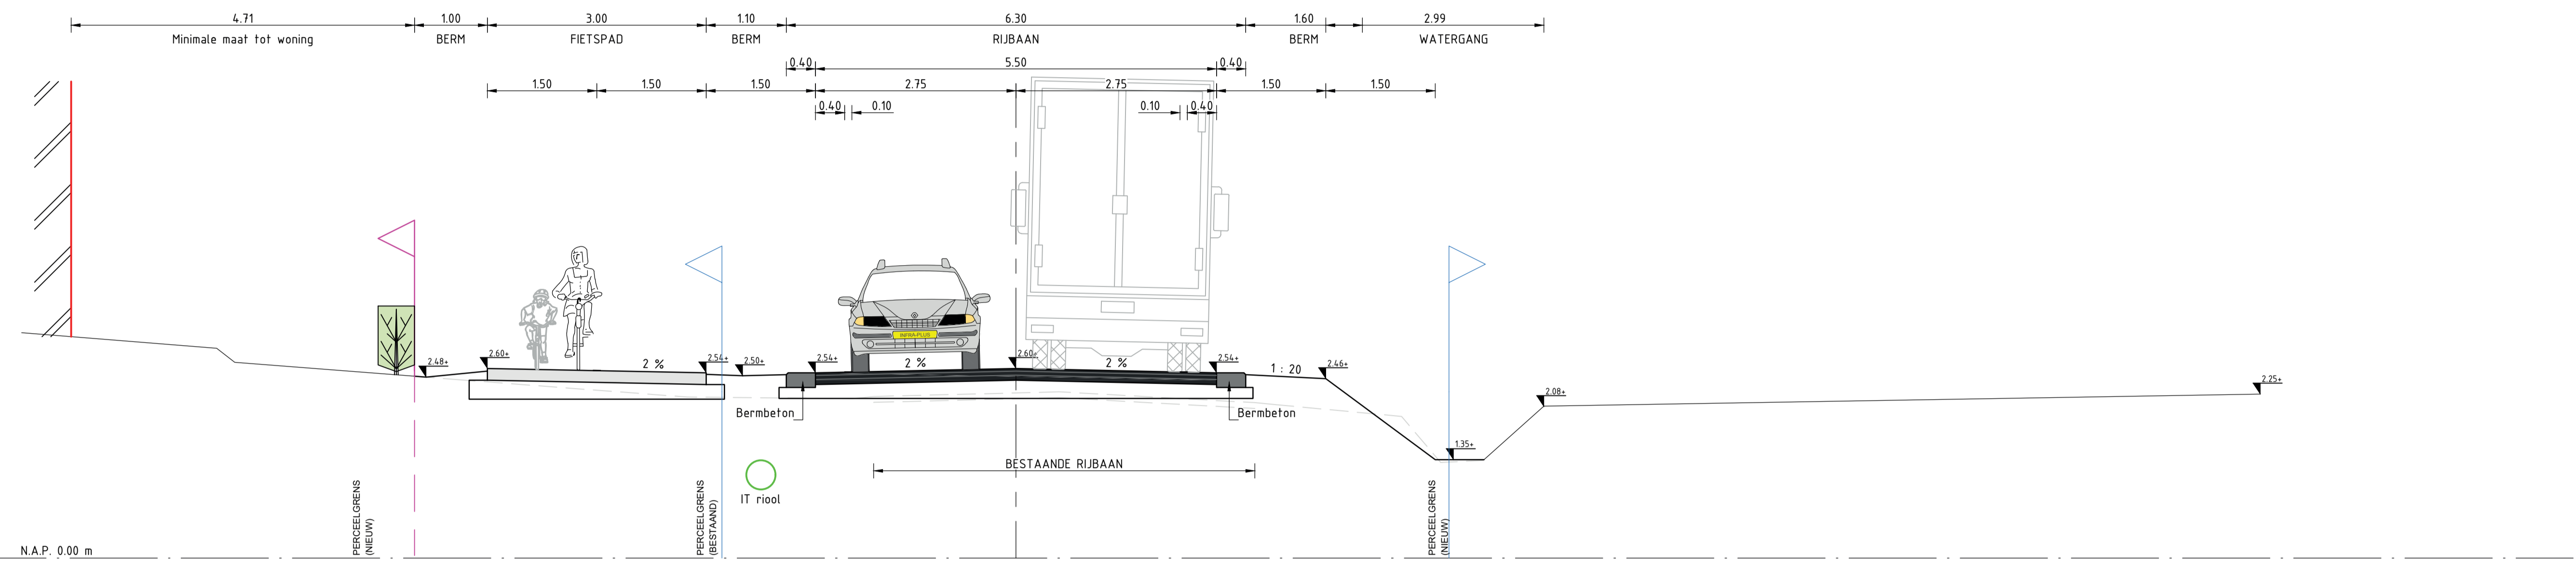 4.71 1.00 3.00 1.10 6.30 1.60 2.99
Minimale maat tot woning BERM FIETSPAD BERM RIJBAAN BERM WATERGANG
0.40 5.50 0.40
1.50 1.50 1.50 2.75 2.75 1.50 1.50
0.40 0.10 0.10 0.40
INFRA-PLUS
2.48+ 2.60+ 2 % 2.54+ 2.50+ 2.54+ 2 % 2.60+ 2 % 2.54+ 1 : 20 2.46+ 2.08+ 2.25+
Bermbeton Bermbeton
1.35+
BESTAANDE RIJBAAN
IT riool
PERCEELGRENS
(NIEUW)
PERCEELGRENS
(BESTAAND)
PERCEELGRENS
(NIEUW)
N.A.P. 0.00 m